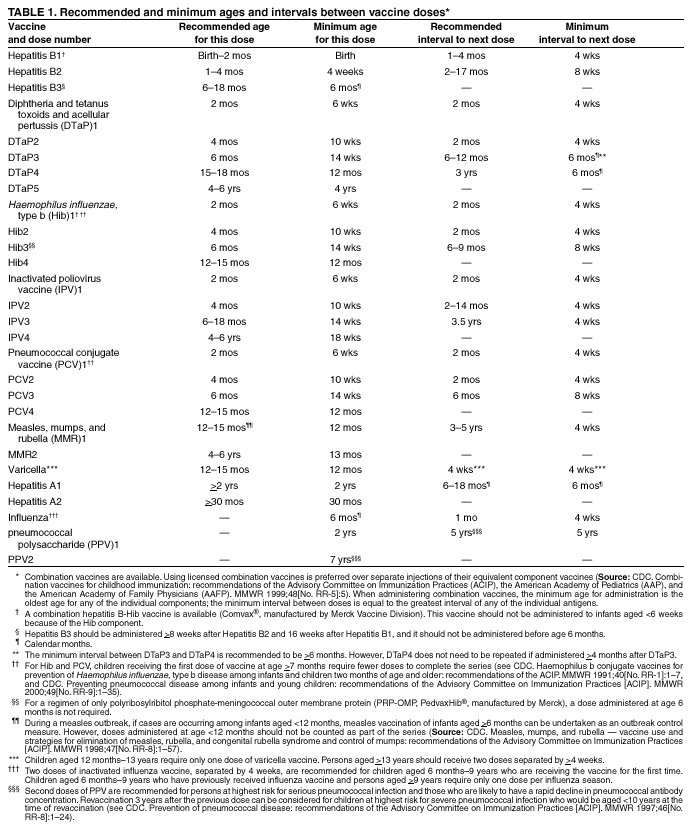 TABLE 1. Recommended and minimum ages and intervals between vaccine doses*
Vaccine Recommended age Minimum age Recommended Minimum
and dose number for this dose for this dose interval to next dose interval to next dose
Hepatitis B1† Birth–2 mos Birth 1–4 mos 4 wks
Hepatitis B2 1–4 mos 4 weeks 2–17 mos 8 wks
Hepatitis B3§ 6–18 mos 6 mos¶ — —
Diphtheria and tetanus 2 mos 6 wks 2 mos 4 wks
toxoids and acellular
pertussis (DTaP)1
DTaP2 4 mos 10 wks 2 mos 4 wks
DTaP3 6 mos 14 wks 6–12 mos 6 mos¶**
DTaP4 15–18 mos 12 mos 3 yrs 6 mos¶
DTaP5 4–6 yrs 4 yrs — —
Haemophilus influenzae, 2 mos 6 wks 2 mos 4 wks
type b (Hib)1† ††
Hib2 4 mos 10 wks 2 mos 4 wks
Hib3§§ 6 mos 14 wks 6–9 mos 8 wks
Hib4 12–15 mos 12 mos — —
Inactivated poliovirus 2 mos 6 wks 2 mos 4 wks
vaccine (IPV)1
IPV2 4 mos 10 wks 2–14 mos 4 wks
IPV3 6–18 mos 14 wks 3.5 yrs 4 wks
IPV4 4–6 yrs 18 wks — —
Pneumococcal conjugate 2 mos 6 wks 2 mos 4 wks
vaccine (PCV)1††
PCV2 4 mos 10 wks 2 mos 4 wks
PCV3 6 mos 14 wks 6 mos 8 wks
PCV4 12–15 mos 12 mos — —
Measles, mumps, and 12–15 mos¶¶ 12 mos 3–5 yrs 4 wks
rubella (MMR)1
MMR2 4–6 yrs 13 mos — —
Varicella*** 12–15 mos 12 mos 4 wks*** 4 wks***
Hepatitis A1 ≥2 yrs 2 yrs 6–18 mos¶ 6 mos¶
Hepatitis A2 ≥30 mos 30 mos — —
Influenza††† — 6 mos¶ 1 mo 4 wks
pneumococcal — 2 yrs 5 yrs§§§ 5 yrs
polysaccharide (PPV)1
PPV2 — 7 yrs§§§ — —
* Combination vaccines are available. Using licensed combination vaccines is preferred over separate injections of their equivalent component vaccines (Source: CDC. Combi-
nation vaccines for childhood immunization: recommendations of the Advisory Committee on Immunization Practices (ACIP), the American Academy of Pediatrics (AAP), and
the American Academy of Family Physicians (AAFP). MMWR 1999;48[No. RR-5]:5). When administering combination vaccines, the minimum age for administration is the
oldest age for any of the individual components; the minimum interval between doses is equal to the greatest interval of any of the individual antigens.
† A combination hepatitis B-Hib vaccine is available (Comvax®, manufactured by Merck Vaccine Division). This vaccine should not be administered to infants aged <6 weeks
because of the Hib component.
§ Hepatitis B3 should be administered ≥8 weeks after Hepatitis B2 and 16 weeks after Hepatitis B1, and it should not be administered before age 6 months.
¶ Calendar months.
** The minimum interval between DTaP3 and DTaP4 is recommended to be ≥6 months. However, DTaP4 does not need to be repeated if administered ≥4 months after DTaP3.
†† For Hib and PCV, children receiving the first dose of vaccine at age ≥7 months require fewer doses to complete the series (see CDC. Haemophilus b conjugate vaccines for
prevention of Haemophilus influenzae, type b disease among infants and children two months of age and older: recommendations of the ACIP. MMWR 1991;40[No. RR-1]:1–7,
and CDC. Preventing pneumococcal disease among infants and young children: recommendations of the Advisory Committee on Immunization Practices [ACIP]. MMWR
2000;49[No. RR-9]:1–35).
§§ For a regimen of only polyribosylribitol phosphate-meningococcal outer membrane protein (PRP-OMP, PedvaxHib®, manufactured by Merck), a dose administered at age 6
months is not required.
¶¶ During a measles outbreak, if cases are occurring among infants aged <12 months, measles vaccination of infants aged ≥6 months can be undertaken as an outbreak control
measure. However, doses administered at age <12 months should not be counted as part of the series (Source: CDC. Measles, mumps, and rubella — vaccine use and
strategies for elimination of measles, rubella, and congenital rubella syndrome and control of mumps: recommendations of the Advisory Committee on Immunization Practices
[ACIP]. MMWR 1998;47[No. RR-8]:1–57).
*** Children aged 12 months–13 years require only one dose of varicella vaccine. Persons aged ≥13 years should receive two doses separated by ≥4 weeks.
††† Two doses of inactivated influenza vaccine, separated by 4 weeks, are recommended for children aged 6 months–9 years who are receiving the vaccine for the first time.
Children aged 6 months–9 years who have previously received influenza vaccine and persons aged ≥9 years require only one dose per influenza season.
§§§ Second doses of PPV are recommended for persons at highest risk for serious pneumococcal infection and those who are likely to have a rapid decline in pneumococcal antibody
concentration. Revaccination 3 years after the previous dose can be considered for children at highest risk for severe pneumococcal infection who would be aged <10 years at the
time of revaccination (see CDC. Prevention of pneumococcal disease: recommendations of the Advisory Committee on Immunization Practices [ACIP]. MMWR 1997;46[No.
RR-8]:1–24).